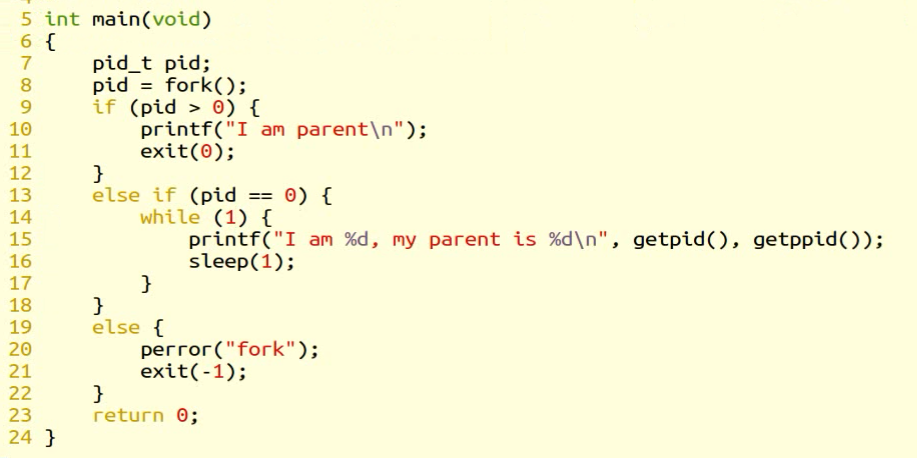 5 int main(void)
6 {
7     pid_t pid;
8     pid = fork();
9     if (pid > 0) {
10         printf("I am parent\n");
11         exit(0);
12     }
13     else if (pid == 0) {
14         while (1) {
15             printf("I am %d, my parent is %d\n", getpid(), getppid());
16             sleep(1);
17         }
18     }
19     else {
20         perror("fork");
21         exit(-1);
22     }
23     return 0;
24 }